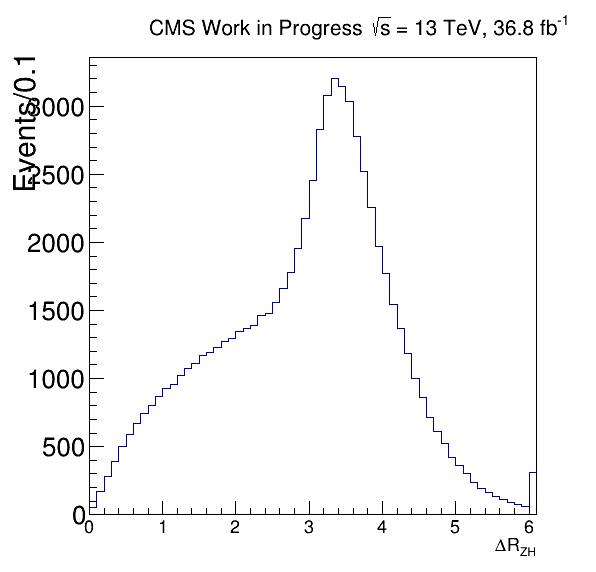 CMS Work in Progress √s = 13 TeV, 36.8 fb⁻¹
Events/0.1
3000
2500
2000
1500
1000
500
0
0 1 2 3 4 5 6
ΔR_ZH